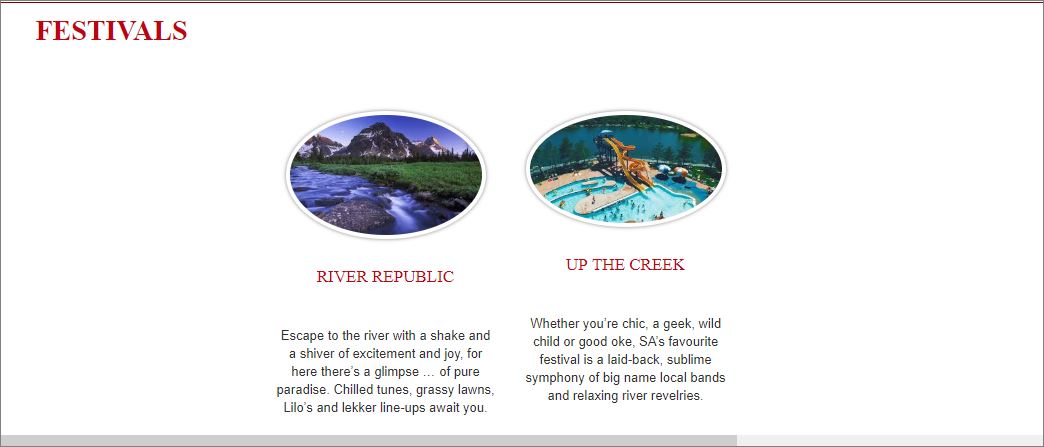 FESTIVALS
RIVER REPUBLIC
Escape to the river with a shake and
a shiver of excitement and joy, for
here there’s a glimpse … of pure
paradise. Chilled tunes, grassy lawns,
Lilo’s and lekker line-ups await you.
UP THE CREEK
Whether you’re chic, a geek, wild
child or good oke, SA’s favourite
festival is a laid-back, sublime
symphony of big name local bands
and relaxing river revelries.